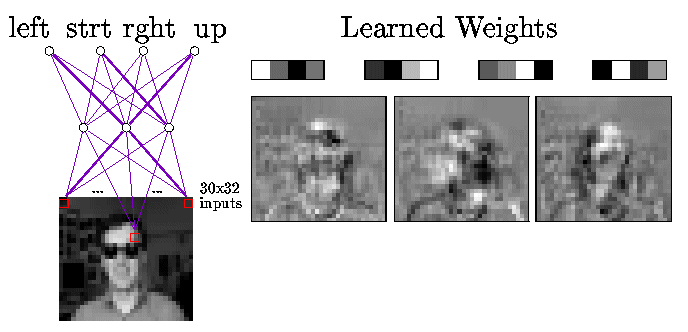 left strt rght up
Learned Weights
... ...
30x32
inputs